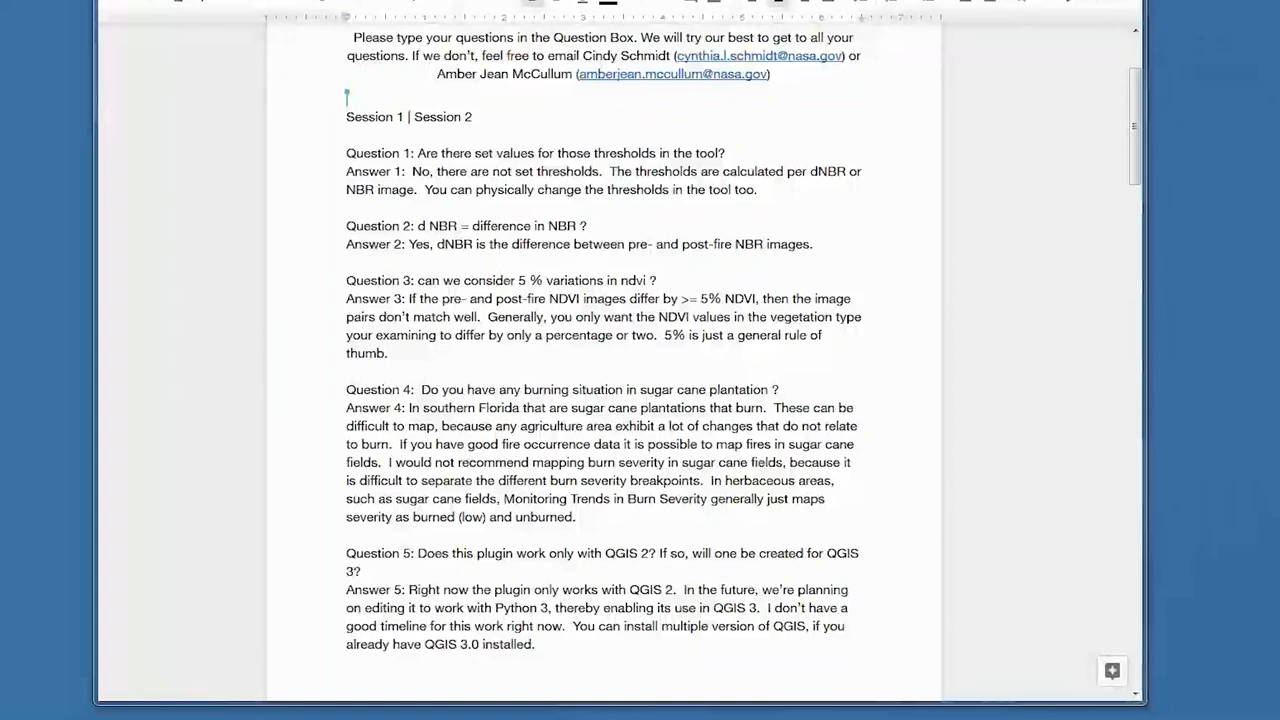 1 2 3 4 5 6 7
Please type your questions in the Question Box. We will try our best to get to all your
questions. If we don't, feel free to email Cindy Schmidt (cynthia.l.schmidt@nasa.gov) or
Amber Jean McCullum (amberjean.mccullum@nasa.gov)
Session 1 | Session 2
Question 1: Are there set values for those thresholds in the tool?
Answer 1:  No, there are not set thresholds.  The thresholds are calculated per dNBR or
NBR image.  You can physically change the thresholds in the tool too.
Question 2: d NBR = difference in NBR ?
Answer 2: Yes, dNBR is the difference between pre- and post-fire NBR images.
Question 3: can we consider 5 % variations in ndvi ?
Answer 3: If the pre- and post-fire NDVI images differ by >= 5% NDVI, then the image
pairs don't match well.  Generally, you only want the NDVI values in the vegetation type
your examining to differ by only a percentage or two.  5% is just a general rule of
thumb.
Question 4:  Do you have any burning situation in sugar cane plantation ?
Answer 4: In southern Florida that are sugar cane plantations that burn.  These can be
difficult to map, because any agriculture area exhibit a lot of changes that do not relate
to burn.  If you have good fire occurrence data it is possible to map fires in sugar cane
fields.  I would not recommend mapping burn severity in sugar cane fields, because it
is difficult to separate the different burn severity breakpoints.  In herbaceous areas,
such as sugar cane fields, Monitoring Trends in Burn Severity generally just maps
severity as burned (low) and unburned.
Question 5: Does this plugin work only with QGIS 2? If so, will one be created for QGIS
3?
Answer 5: Right now the plugin only works with QGIS 2.  In the future, we're planning
on editing it to work with Python 3, thereby enabling its use in QGIS 3.  I don't have a
good timeline for this work right now.  You can install multiple version of QGIS, if you
already have QGIS 3.0 installed.